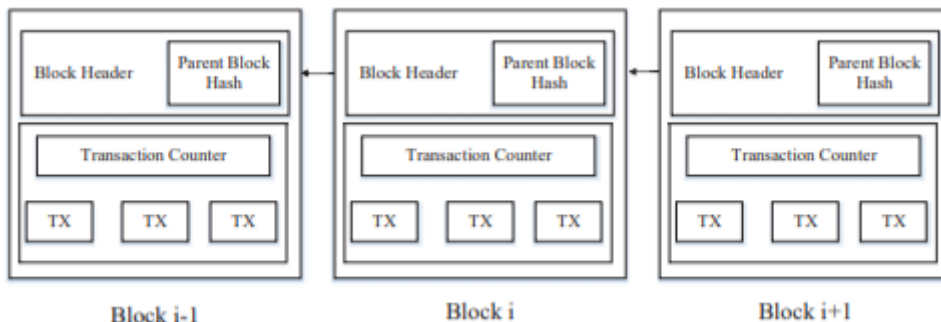 Block Header
Parent Block
Hash
Transaction Counter
TX TX TX
Block i-1
Block Header
Parent Block
Hash
Transaction Counter
TX TX TX
Block i
Block Header
Parent Block
Hash
Transaction Counter
TX TX TX
Block i+1